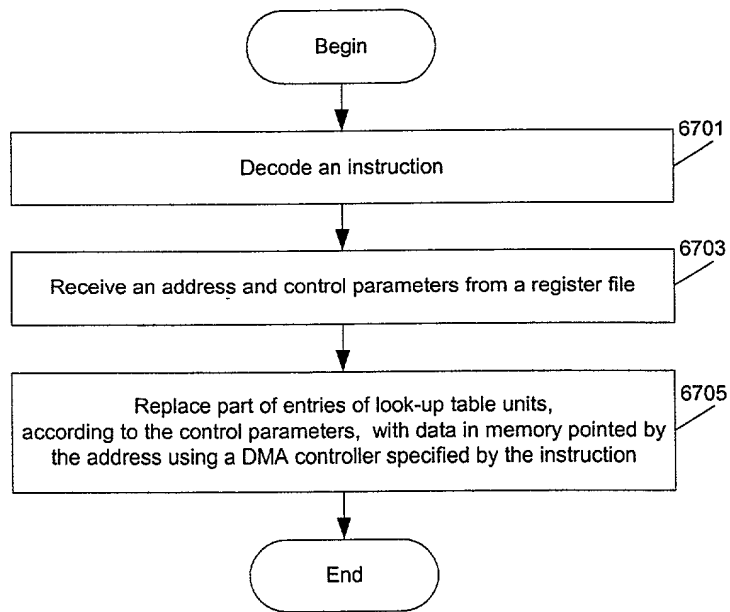 Begin
6701
Decode an instruction
6703
Receive an address and control parameters from a register file
6705
Replace part of entries of look-up table units,
according to the control parameters, with data in memory pointed by
the address using a DMA controller specified by the instruction
End